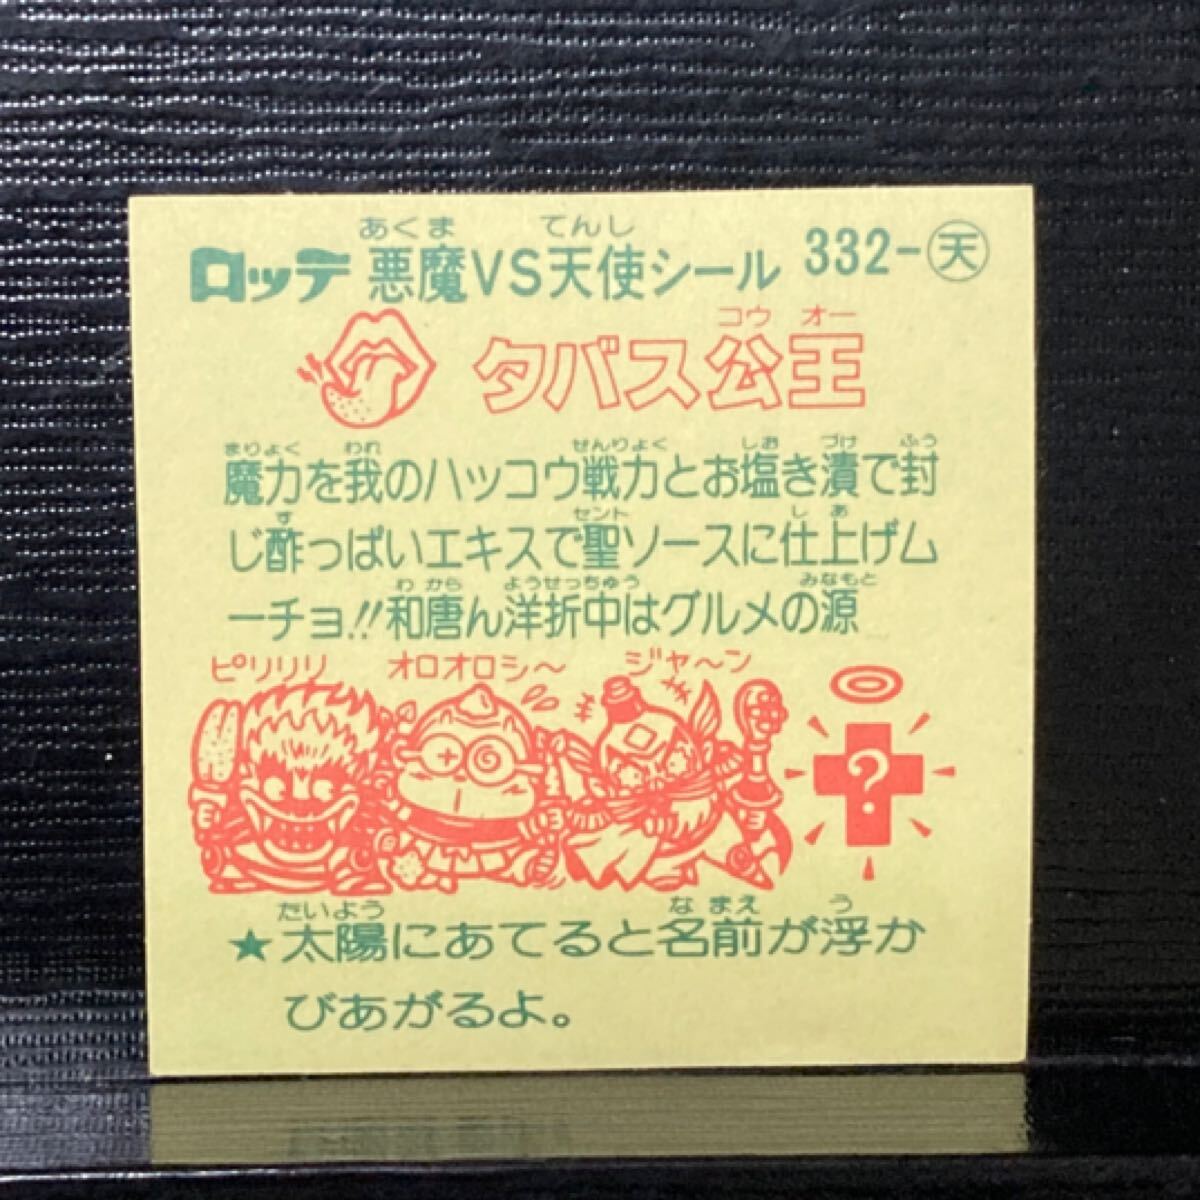 あくま てんし
ロッテ 悪魔VS天使シール 332-天
コウ オー
タバス公王
まりょく われ せんりょく しお づけ ふう
魔力を我のハッコウ戦力とお塩き漬で封
す セント し あ
じ酢っぱいエキスで聖ソースに仕上げム
わ から ようせっちゅう みなもと
ーチョ!!和唐ん洋折中はグルメの源
ピリリリ オロオロシ〜 ジャ〜ン
?
たいよう な まえ う
★太陽にあてると名前が浮か
びあがるよ。